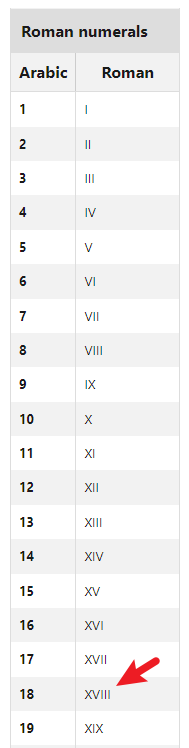 Roman numerals
Arabic Roman
1 I
2 II
3 III
4 IV
5 V
6 VI
7 VII
8 VIII
9 IX
10 X
11 XI
12 XII
13 XIII
14 XIV
15 XV
16 XVI
17 XVII
18 XVIII
19 XIX